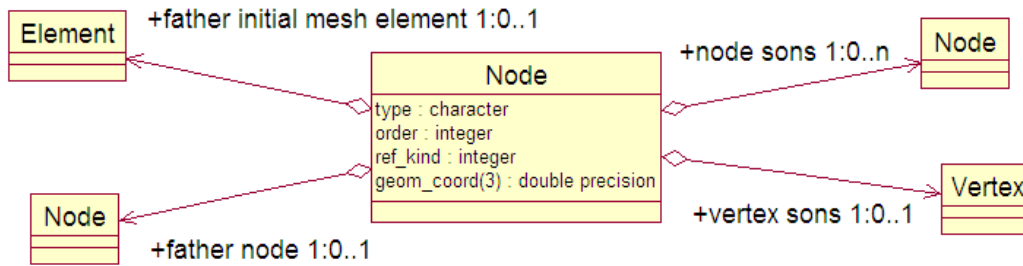 Element
+father initial mesh element 1:0..1
Node
type : character
order : integer
ref_kind : integer
geom_coord(3) : double precision
+node sons 1:0..n
Node
Node
+father node 1:0..1
+vertex sons 1:0..1
Vertex